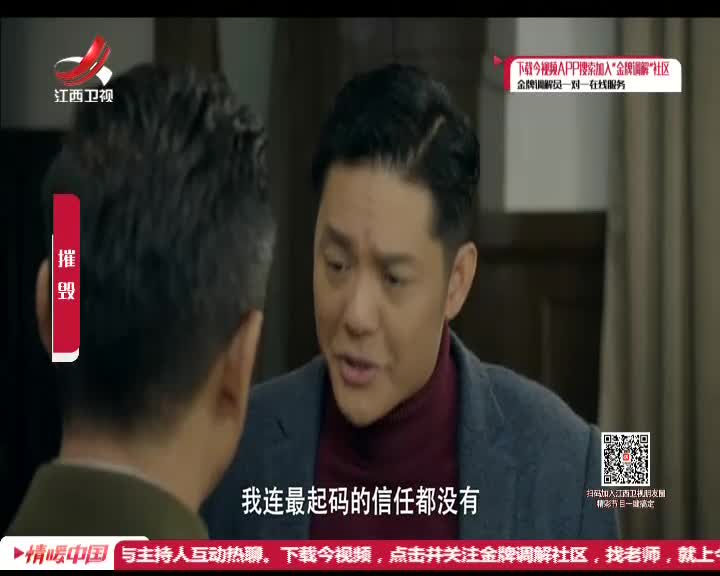 江西卫视
下载今视频APP搜索加入"金牌调解"社区
金牌调解员一对一在线服务
摧毁
我连最起码的信任都没有
扫码加入江西卫视朋友圈
精彩节目一键搞定
情暖中国
与主持人互动热聊。下载今视频，点击并关注金牌调解社区，找老师，就上今